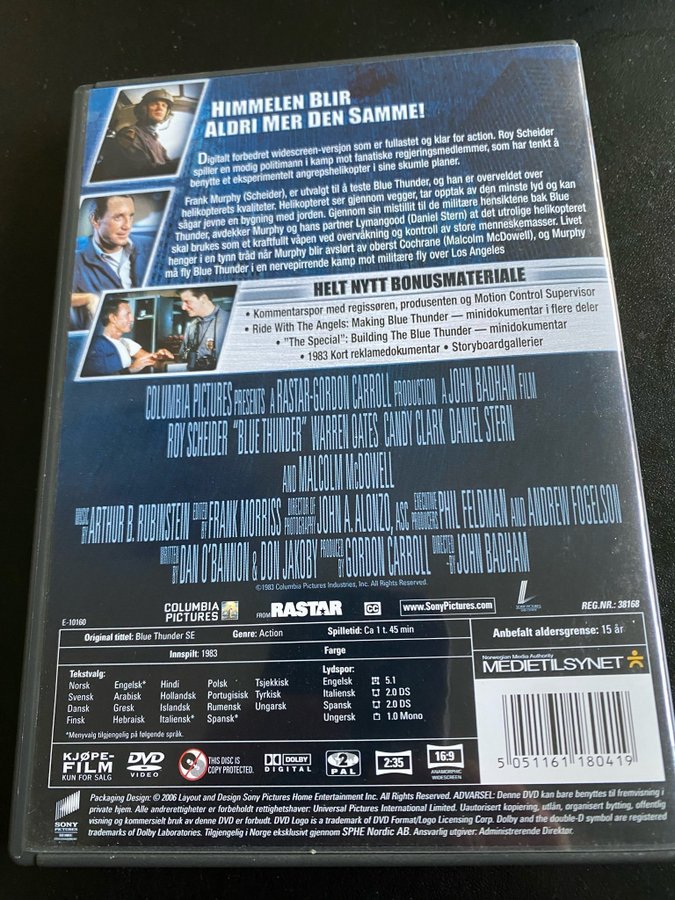 HIMMELEN BLIR
ALDRI MER DEN SAMME!
Digitalt forbedret widescreen-versjon som er fullastet og klar for action. Roy Scheider
spiller en modig politimann i kamp mot fanatiske regjeringsmedlemmer, som har tenkt å
benytte et eksperimentelt angrepshelikopter i sine skumle planer.
Frank Murphy (Scheider), er utvalgt til å teste Blue Thunder, og han er overveldet over
helikopterets kvaliteter. Helikopteret ser gjennom vegger, tar opptak av den minste lyd og kan
sågar jevne en bygning med jorden. Gjennom sin mistillit til de militære hensiktene bak Blue
Thunder, avdekker Murphy og hans partner Lymangood (Daniel Stern) at det utrolige helikopteret
skal brukes som et kraftfullt våpen ved overvåkning og kontroll av store menneskemasser. Livet
henger i en tynn tråd når Murphy blir avslørt av oberst Cochrane (Malcolm McDowell), og Murphy
må fly Blue Thunder i en nervepirrende kamp mot militære fly over Los Angeles
HELT NYTT BONUSMATERIALE
• Kommentarspor med regissøren, produsenten og Motion Control Supervisor
• Ride With The Angels: Making Blue Thunder — minidokumentar i flere deler
• "The Special": Building The Blue Thunder — minidokumentar
• 1983 Kort reklamedokumentar • Storyboardgallerier
COLUMBIA PICTURES PRESENTS A RASTAR-GORDON CARROLL PRODUCTION A JOHN BADHAM FILM
ROY SCHEIDER "BLUE THUNDER" WARREN OATES CANDY CLARK DANIEL STERN
AND MALCOLM McDOWELL
MUSIC BY ARTHUR B. RUBINSTEIN EDITED BY FRANK MORRISS DIRECTOR OF PHOTOGRAPHY JOHN A. ALONZO, ASC EXECUTIVE PRODUCERS PHIL FELDMAN AND ANDREW FOGELSON
WRITTEN BY DAN O'BANNON & DON JAKOBY PRODUCED BY GORDON CARROLL DIRECTED BY JOHN BADHAM
©1983 Columbia Pictures Industries, Inc. All Rights Reserved.
COLUMBIA PICTURES FROM RASTAR CC www.SonyPictures.com
E-10160 REG.NR.: 38168
Original tittel: Blue Thunder SE Genre: Action Spilletid: Ca 1 t. 45 min Anbefalt aldersgrense: 15 år
Innspilt: 1983 Farge
Norwegian Media Authority
MEDIETILSYNET
Tekstvalg: Lydspor:
Norsk Engelsk* Hindi Polsk Tsjekkisk Engelsk 5.1
Svensk Arabisk Hollandsk Portugisisk Tyrkisk Italiensk 2.0 DS
Dansk Gresk Islandsk Rumensk Ungarsk Spansk 2.0 DS
Finsk Hebraisk Italiensk* Spansk* Ungersk 1.0 Mono
*Menyvalg tilgjengelig på følgende språk.
5 051161 180419
KJØPE-FILM
KUN FOR SALG
DVD VIDEO
THIS DISC IS COPY PROTECTED.
DOLBY DIGITAL
2 PAL
2:35
16:9
ANAMORPHIC WIDESCREEN
SONY PICTURES
Packaging Design: © 2006 Layout and Design Sony Pictures Home Entertainment Inc. All Rights Reserved. ADVARSEL: Denne DVD kan bare benyttes til fremvisning i
private hjem. Alle andrerettigheter er forbeholdt rettighetshaver: Universal Pictures International Limited. Uautorisert kopiering, utlån, organisert bytting, offentlig
visning og kommersielt bruk av denne DVD er forbudt. DVD Logo is a trademark of DVD Format/Logo Licensing Corp. Dolby and the double-D symbol are registered
trademarks of Dolby Laboratories. Tilgjengelig i Norge eksklusivt gjennom SPHE Nordic AB. Ansvarlig utgiver: Administrerende Direktør.